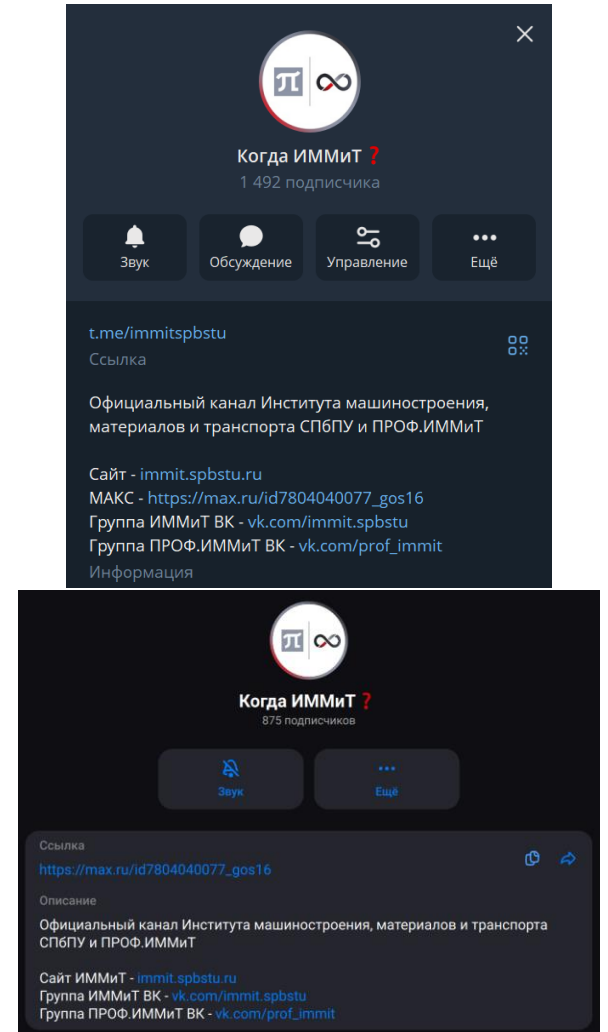 π
Когда ИММиТ ❓
1 492 подписчика
Звук
Обсуждение
Управление
Ещё
t.me/immitspbstu
Ссылка
Официальный канал Института машиностроения,
материалов и транспорта СПбПУ и ПРОФ.ИММиТ
Сайт - immit.spbstu.ru
МАКС - https://max.ru/id7804040077_gos16
Группа ИММиТ ВК - vk.com/immit.spbstu
Группа ПРОФ.ИММиТ ВК - vk.com/prof_immit
Информация
π
Когда ИММиТ ❓
875 подписчиков
Звук
Ещё
Ссылка
https://max.ru/id7804040077_gos16
Описание
Официальный канал Института машиностроения, материалов и транспорта
СПбПУ и ПРОФ.ИММиТ
Сайт ИММиТ - immit.spbstu.ru
Группа ИММиТ ВК - vk.com/immit.spbstu
Группа ПРОФ.ИММиТ ВК - vk.com/prof_immit